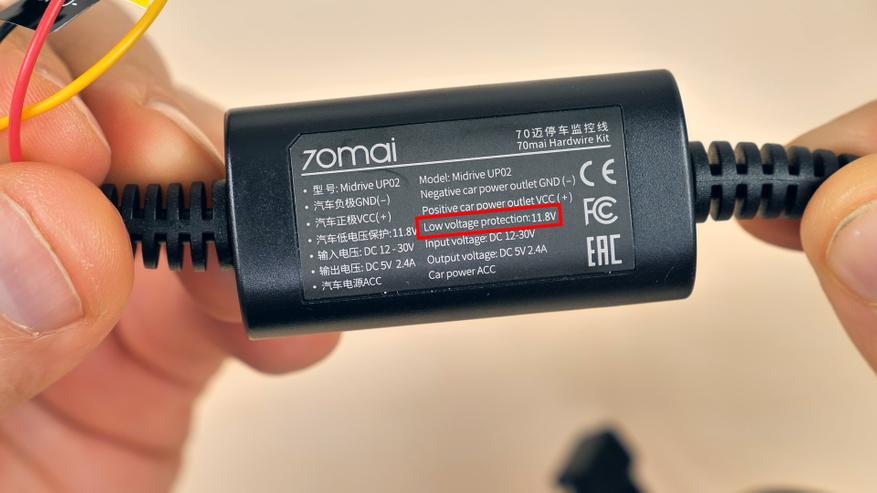 70mai
70迈停车监控线
70mai Hardwire Kit
• 型号: Midrive UP02
• 汽车负极GND(−)
• 汽车正极VCC(+)
• 汽车低电压保护:11.8V
• 输入电压: DC 12 - 30V
• 输出电压: DC 5V 2.4A
• 汽车电源ACC
Model: Midrive UP02
Negative car power outlet GND (−)
Positive car power outlet VCC (+)
Low voltage protection:11.8V
Input voltage: DC 12-30V
Output voltage: DC 5V 2.4A
Car power ACC
CE
FC
EAC